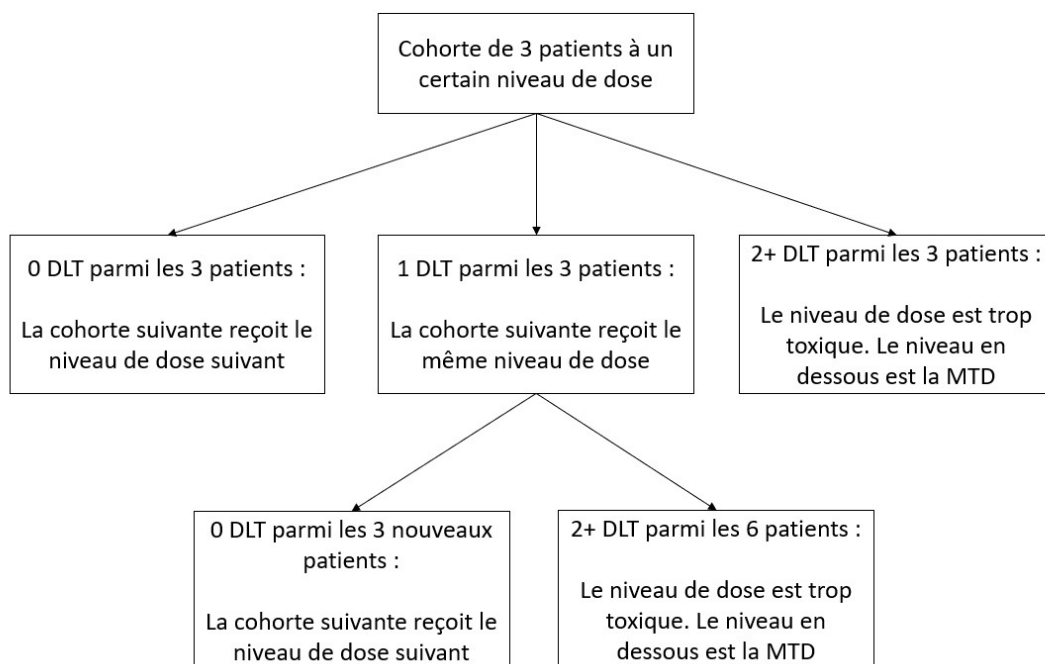 Cohorte de 3 patients à un
certain niveau de dose
0 DLT parmi les 3 patients :
La cohorte suivante reçoit le
niveau de dose suivant
1 DLT parmi les 3 patients :
La cohorte suivante reçoit le
même niveau de dose
2+ DLT parmi les 3 patients :
Le niveau de dose est trop
toxique. Le niveau en
dessous est la MTD
0 DLT parmi les 3 nouveaux
patients :
La cohorte suivante reçoit le
niveau de dose suivant
2+ DLT parmi les 6 patients :
Le niveau de dose est trop
toxique. Le niveau en
dessous est la MTD